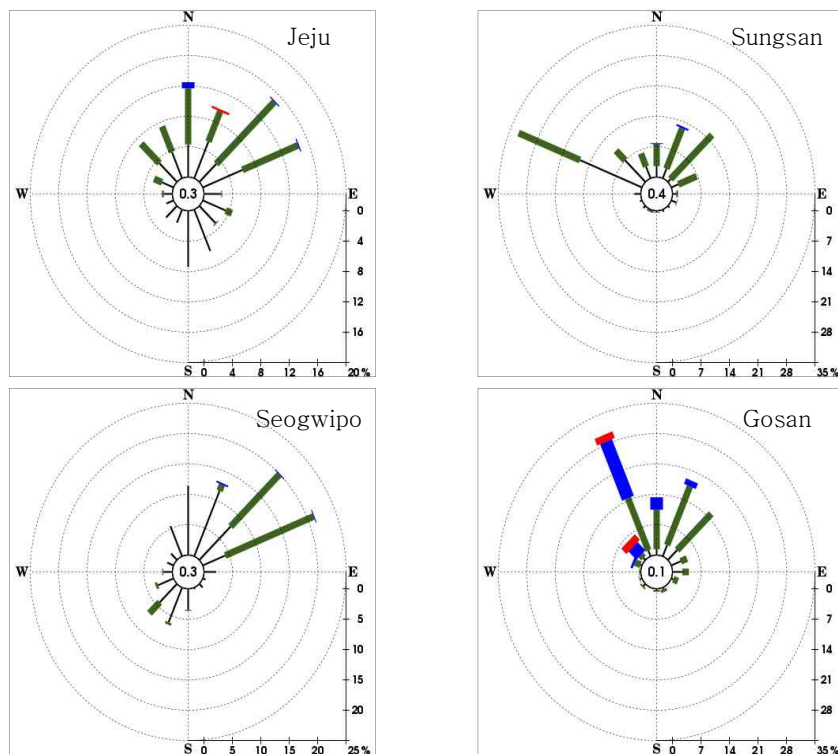 Jeju
N
W
E
S
0.3
0
4
8
12
16
0 4 8 12 16 20%
Sungsan
N
W
E
S
0.4
0
7
14
21
28
0 7 14 21 28 35%
Seogwipo
N
W
E
S
0.3
0
5
10
15
20
0 5 10 15 20 25%
Gosan
N
W
E
S
0.1
0
7
14
21
28
0 7 14 21 28 35%